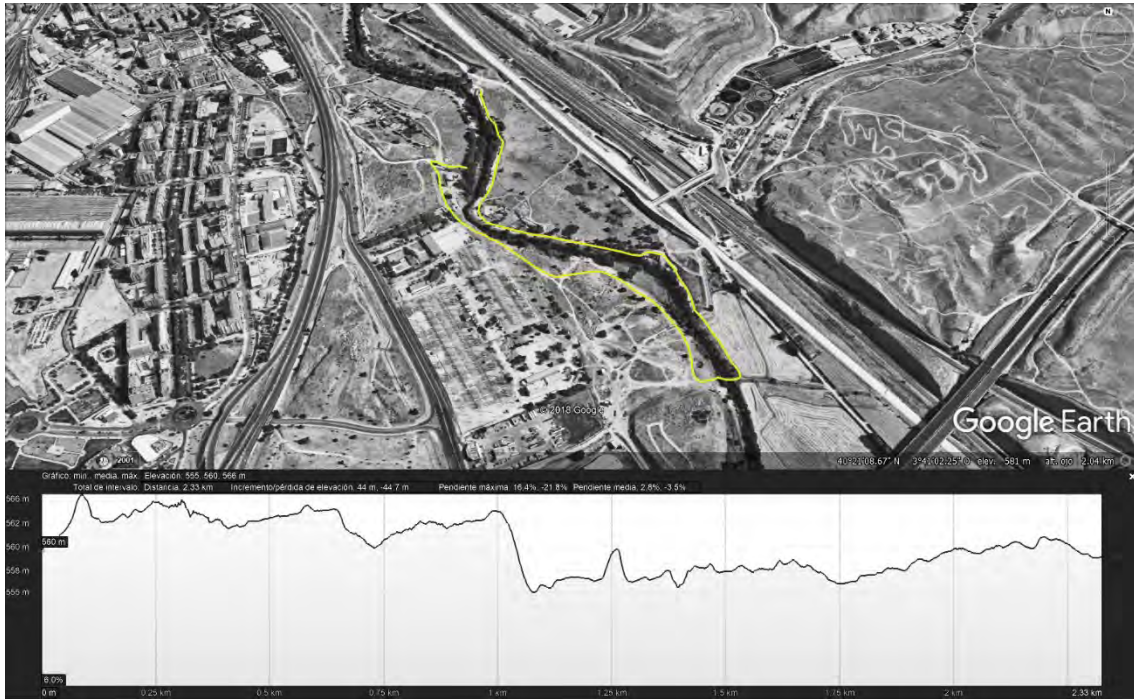 N
© 2018 Google
Google Earth
2001
40°21'08.67" N 3°41'02.25" O elev. 581 m alt. ojo 2.04 km
Gráfico: mín., media, máx. Elevación: 555, 560, 566 m
Total de intervalo: Distancia: 2.33 km Incremento/pérdida de elevación: 44 m, -44.7 m Pendiente máxima: 16.4%, -21.8% Pendiente media: 2.8%, -3.5%
566 m
562 m
560 m
560 m
558 m
555 m
6.0%
0 m 0.25 km 0.5 km 0.75 km 1 km 1.25 km 1.5 km 1.75 km 2 km 2.33 km